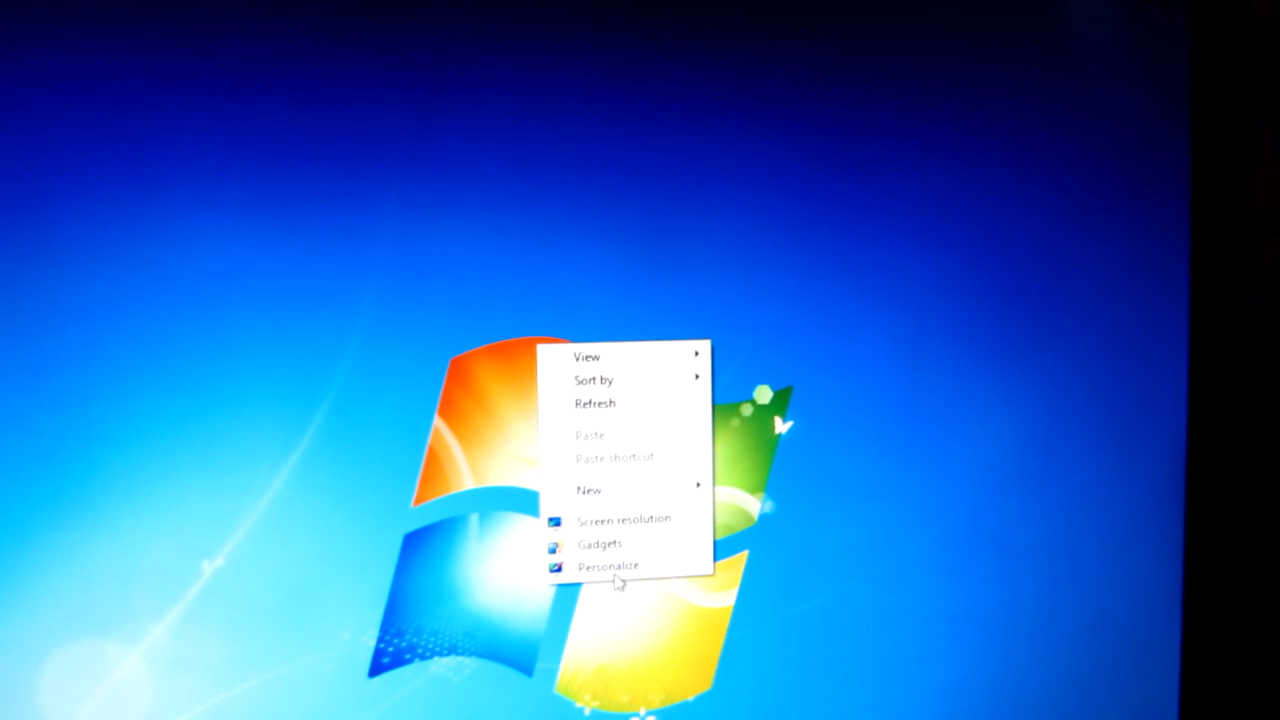 View
Sort by
Refresh
Paste
Paste shortcut
New
Screen resolution
Gadgets
Personalize